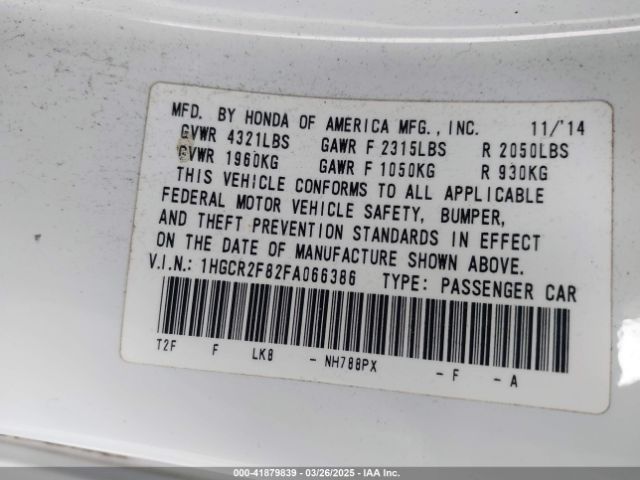 MFD. BY HONDA OF AMERICA MFG., INC. 11/'14
GVWR 4321LBS GAWR F 2315LBS R 2050LBS
GVWR 1960KG GAWR F 1050KG R 930KG
THIS VEHICLE CONFORMS TO ALL APPLICABLE
FEDERAL MOTOR VEHICLE SAFETY, BUMPER,
AND THEFT PREVENTION STANDARDS IN EFFECT
ON THE DATE OF MANUFACTURE SHOWN ABOVE.
V.I.N.: 1HGCR2F82FA066386 TYPE: PASSENGER CAR
T2F F LK8 - NH788PX - F - A
000-41879839 - 03/26/2025 - IAA Inc.